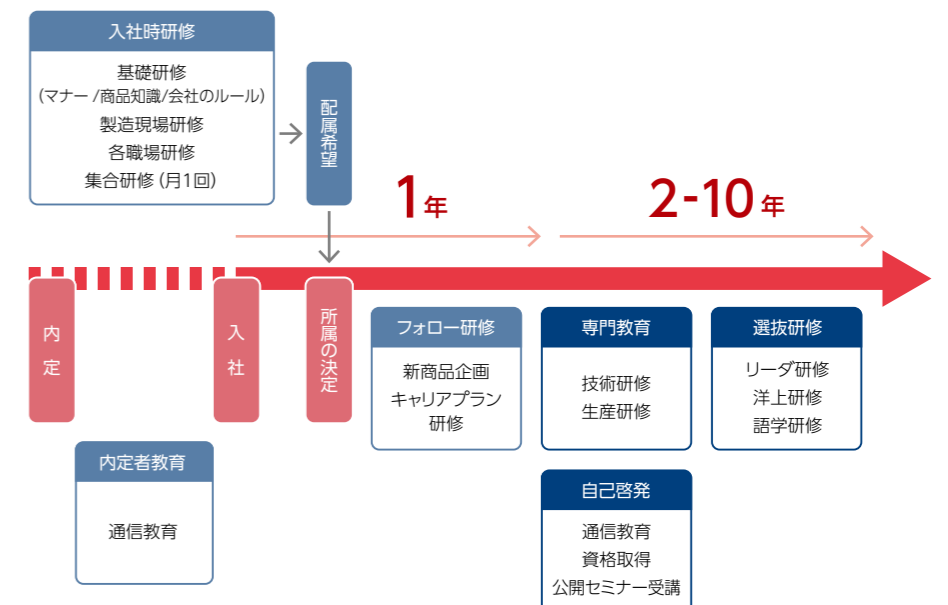 入社時研修
基礎研修
(マナー/商品知識/会社のルール)
製造現場研修
各職場研修
集合研修(月1回)
配属希望
1年
2-10年
内定
入社
所属の決定
内定者教育
通信教育
フォロー研修
新商品企画
キャリアプラン
研修
専門教育
技術研修
生産研修
選抜研修
リーダ研修
洋上研修
語学研修
自己啓発
通信教育
資格取得
公開セミナー受講